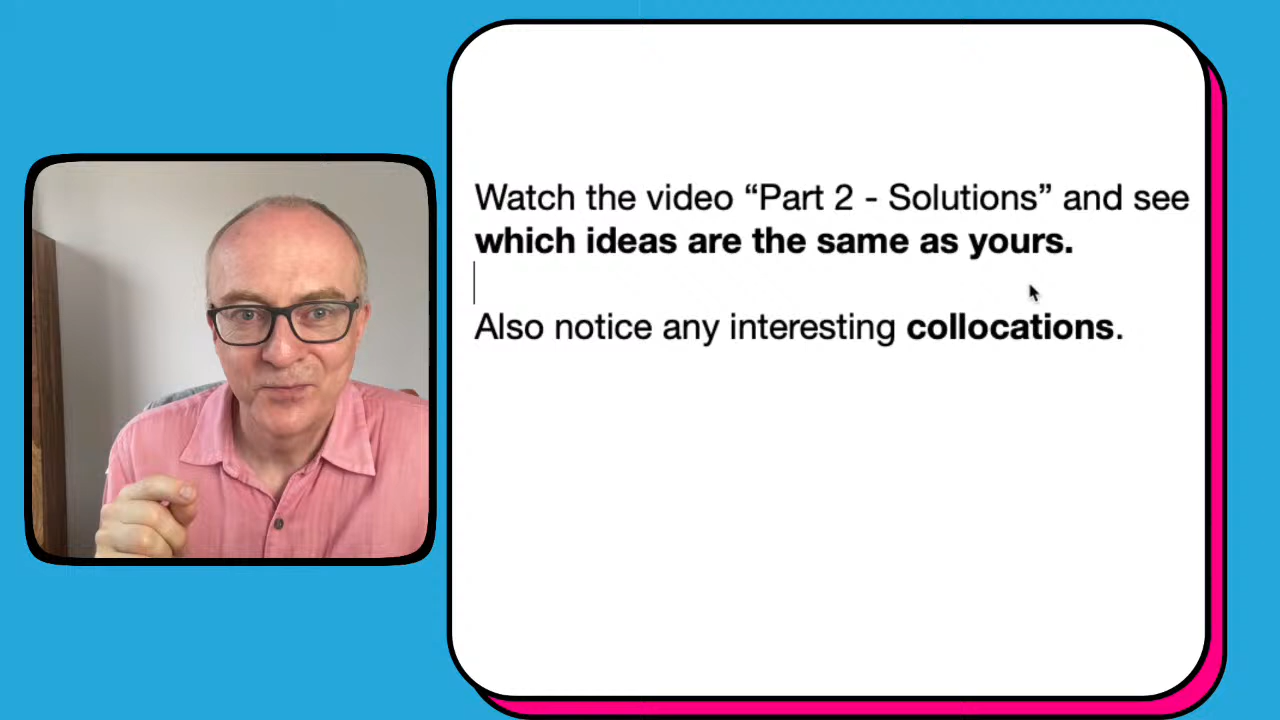 Watch the video “Part 2 - Solutions” and see
which ideas are the same as yours.
Also notice any interesting collocations.